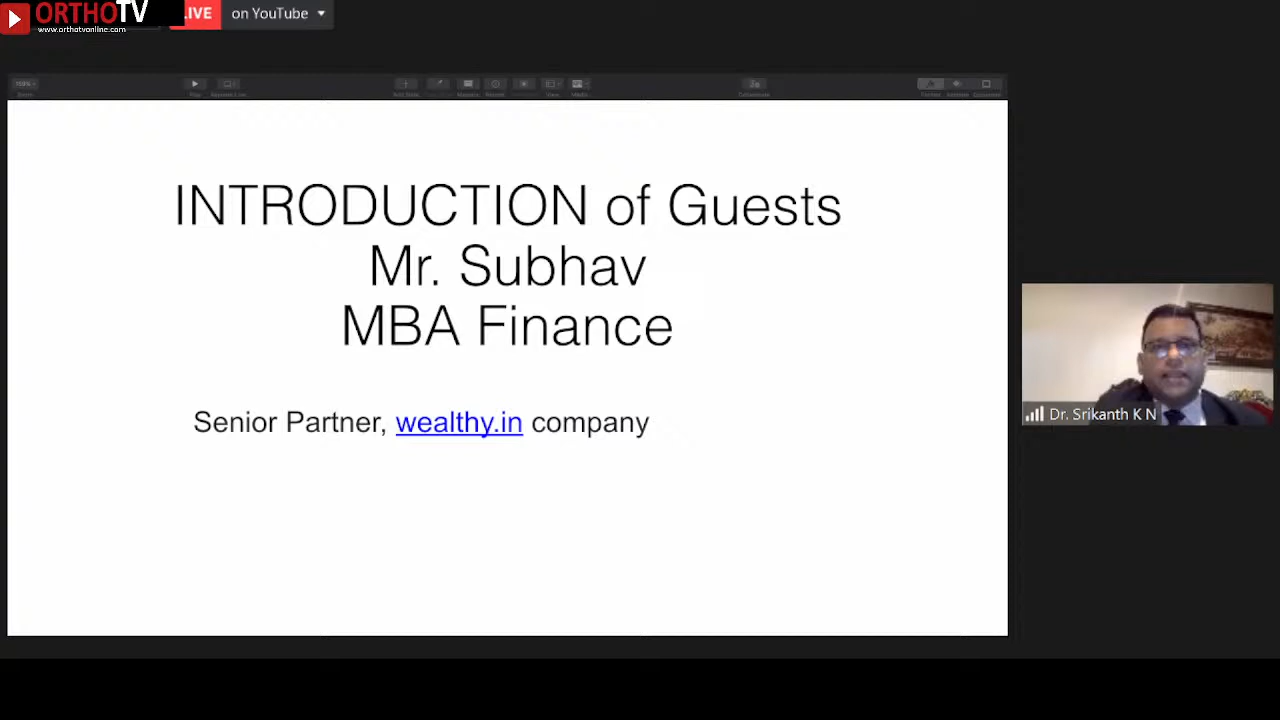 ORTHOTV
www.orthotvonline.com
LIVE
on YouTube
INTRODUCTION of Guests
Mr. Subhav
MBA Finance
Senior Partner, wealthy.in company
Dr. Srikanth K N